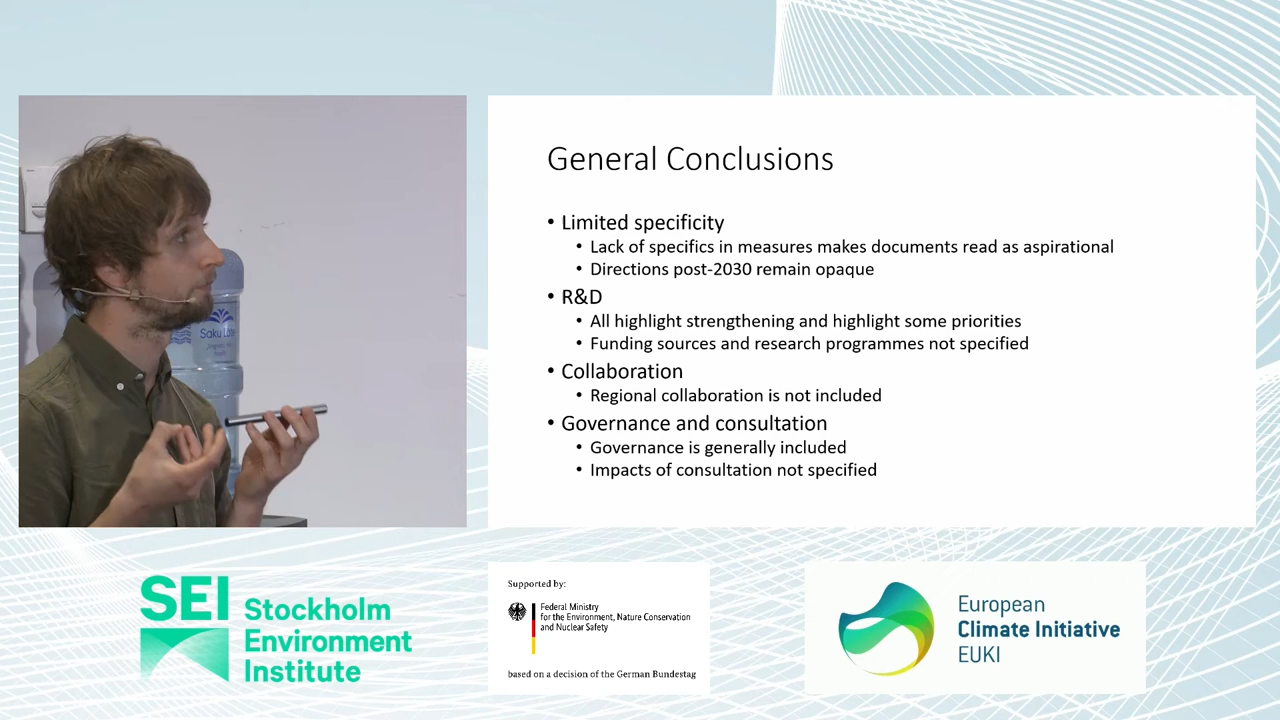 General Conclusions
• Limited specificity
• Lack of specifics in measures makes documents read as aspirational
• Directions post-2030 remain opaque
• R&D
• All highlight strengthening and highlight some priorities
• Funding sources and research programmes not specified
• Collaboration
• Regional collaboration is not included
• Governance and consultation
• Governance is generally included
• Impacts of consultation not specified
Saku
SEI Stockholm
Environment
Institute
Supported by:
Federal Ministry
for the Environment, Nature Conservation
and Nuclear Safety
based on a decision of the German Bundestag
European
Climate Initiative
EUKI